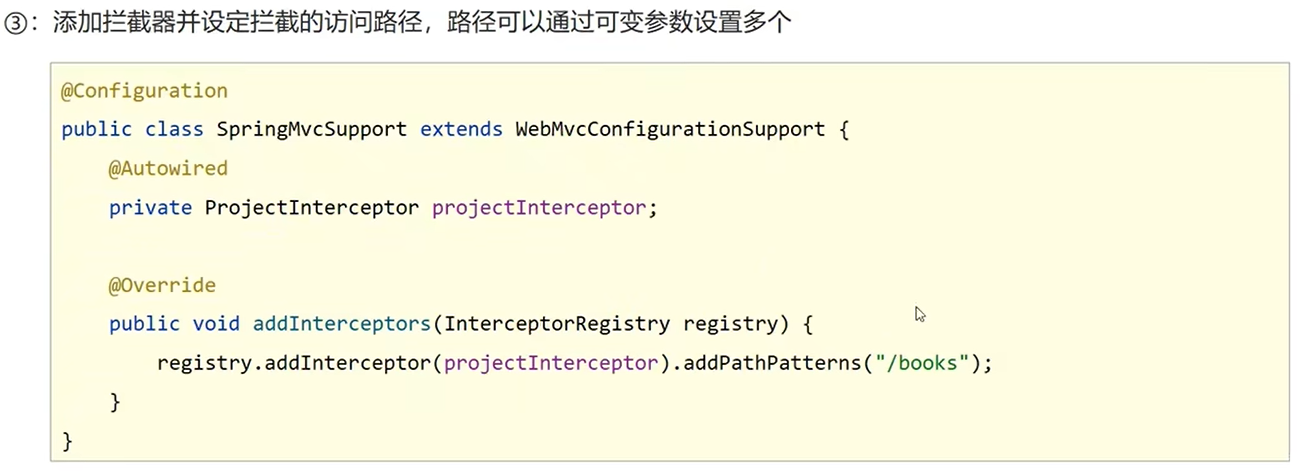 ③：添加拦截器并设定拦截的访问路径，路径可以通过可变参数设置多个
@Configuration
public class SpringMvcSupport extends WebMvcConfigurationSupport {
    @Autowired
    private ProjectInterceptor projectInterceptor;

    @Override
    public void addInterceptors(InterceptorRegistry registry) {
        registry.addInterceptor(projectInterceptor).addPathPatterns("/books");
    }
}